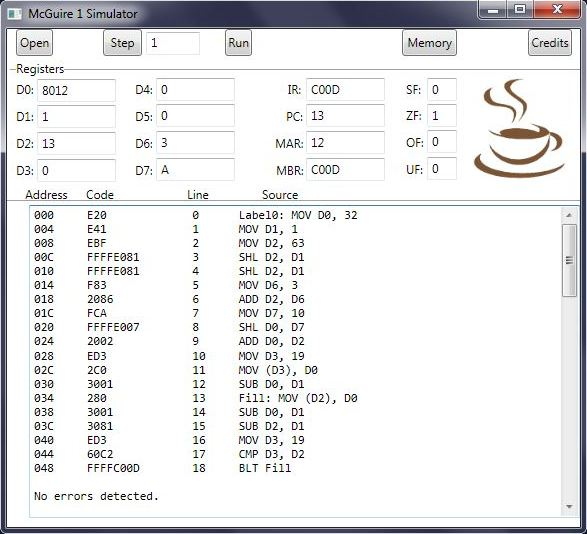 McGuire 1 Simulator
Open Step 1 Run Memory Credits
Registers
D0: 8012 D4: 0 IR: C00D SF: 0
D1: 1 D5: 0 PC: 13 ZF: 1
D2: 13 D6: 3 MAR: 12 OF: 0
D3: 0 D7: A MBR: C00D UF: 0
Address Code Line Source
000 E20 0 Label0: MOV D0, 32
004 E41 1 MOV D1, 1
008 EBF 2 MOV D2, 63
00C FFFFE081 3 SHL D2, D1
010 FFFFE081 4 SHL D2, D1
014 F83 5 MOV D6, 3
018 2086 6 ADD D2, D6
01C FCA 7 MOV D7, 10
020 FFFFE007 8 SHL D0, D7
024 2002 9 ADD D0, D2
028 ED3 10 MOV D3, 19
02C 2C0 11 MOV (D3), D0
030 3001 12 SUB D0, D1
034 280 13 Fill: MOV (D2), D0
038 3001 14 SUB D0, D1
03C 3081 15 SUB D2, D1
040 ED3 16 MOV D3, 19
044 60C2 17 CMP D3, D2
048 FFFFC00D 18 BLT Fill
No errors detected.